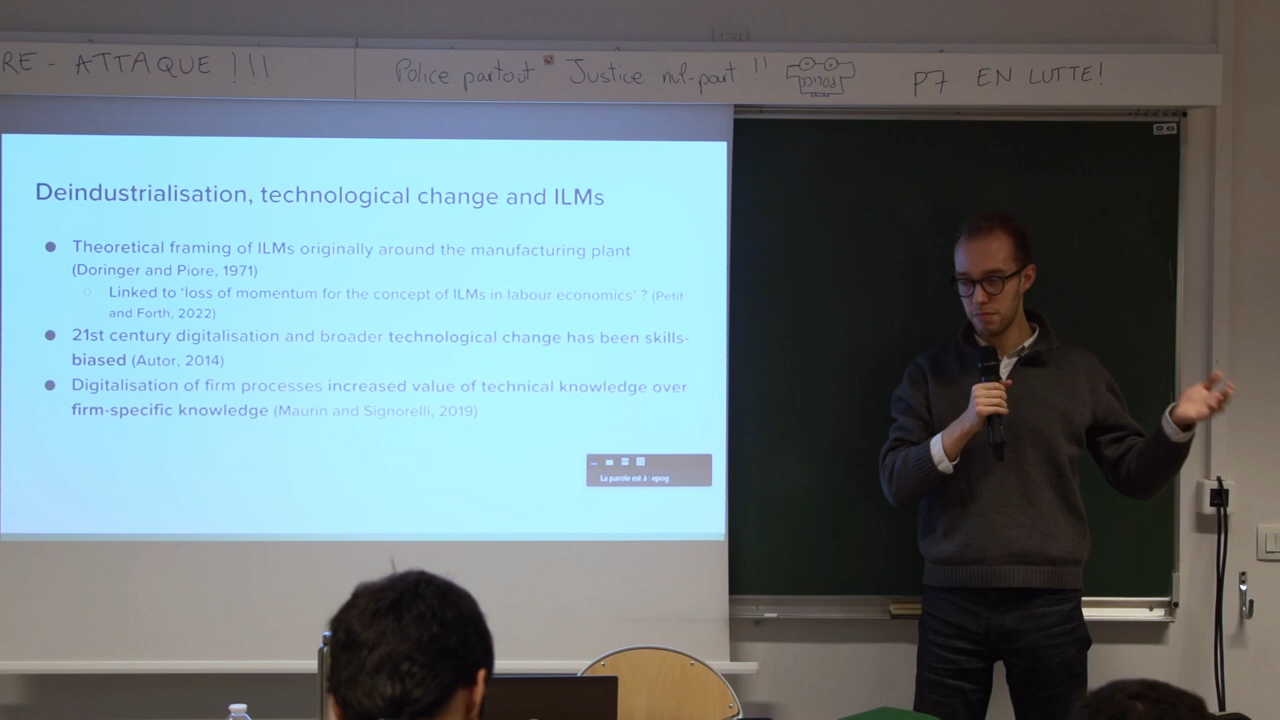 RE - ATTAQUE !!!
Police partout Justice nul-part !!
POLICE
P7 EN LUTTE!
Deindustrialisation, technological change and ILMs
● Theoretical framing of ILMs originally around the manufacturing plant
(Doringer and Piore, 1971)
○ Linked to 'loss of momentum for the concept of ILMs in labour economics' ? (Petit
and Forth, 2022)
● 21st century digitalisation and broader technological change has been skills-
biased (Autor, 2014)
● Digitalisation of firm processes increased value of technical knowledge over
firm-specific knowledge (Maurin and Signorelli, 2019)
La parole est à : epog